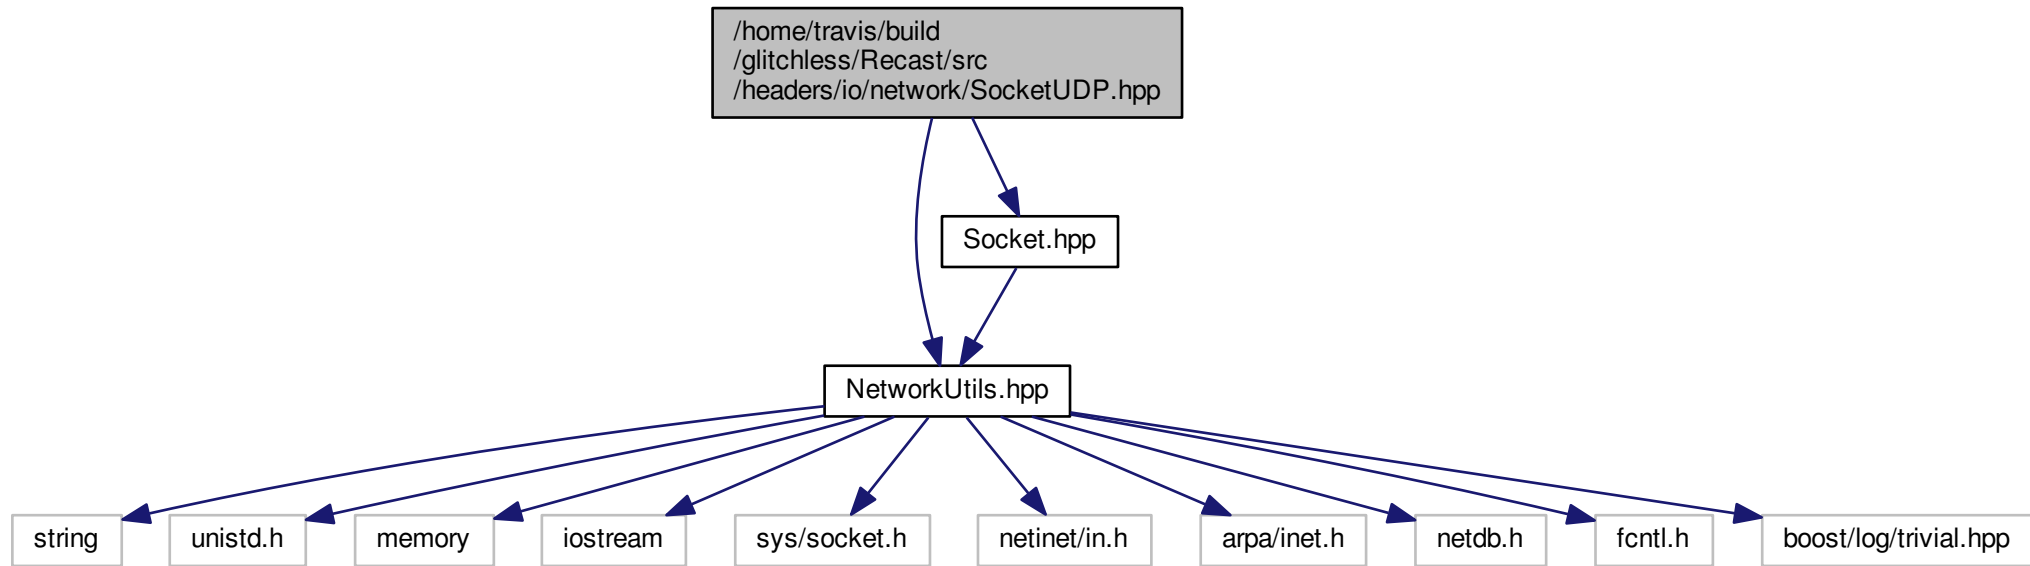 /home/travis/build
/glitchless/Recast/src
/headers/io/network/SocketUDP.hpp
Socket.hpp
NetworkUtils.hpp
string
unistd.h
memory
iostream
sys/socket.h
netinet/in.h
arpa/inet.h
netdb.h
fcntl.h
boost/log/trivial.hpp